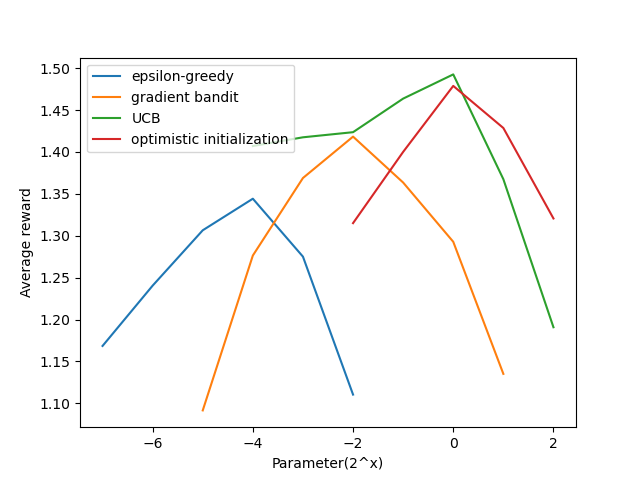 epsilon-greedy
gradient bandit
UCB
optimistic initialization
1.50
1.45
1.40
1.35
1.30
1.25
1.20
1.15
1.10
Average reward
−6
−4
−2
0
2
Parameter(2^x)